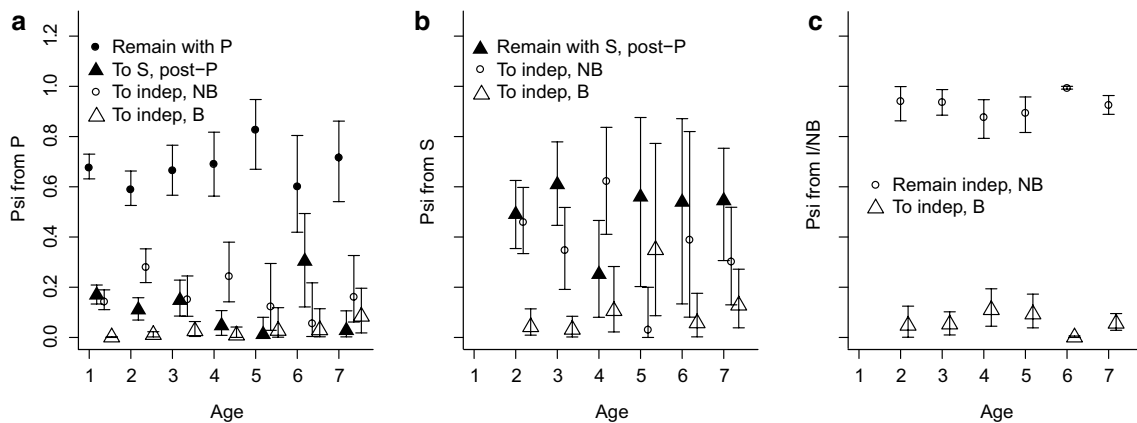 a
Psi from P
1.2
1.0
0.8
0.6
0.4
0.2
0.0
Remain with P
To S, post−P
To indep, NB
To indep, B
1 2 3 4 5 6 7
Age
b
Psi from S
Remain with S, post−P
To indep, NB
To indep, B
1 2 3 4 5 6 7
Age
c
Psi from I/NB
Remain indep, NB
To indep, B
1 2 3 4 5 6 7
Age